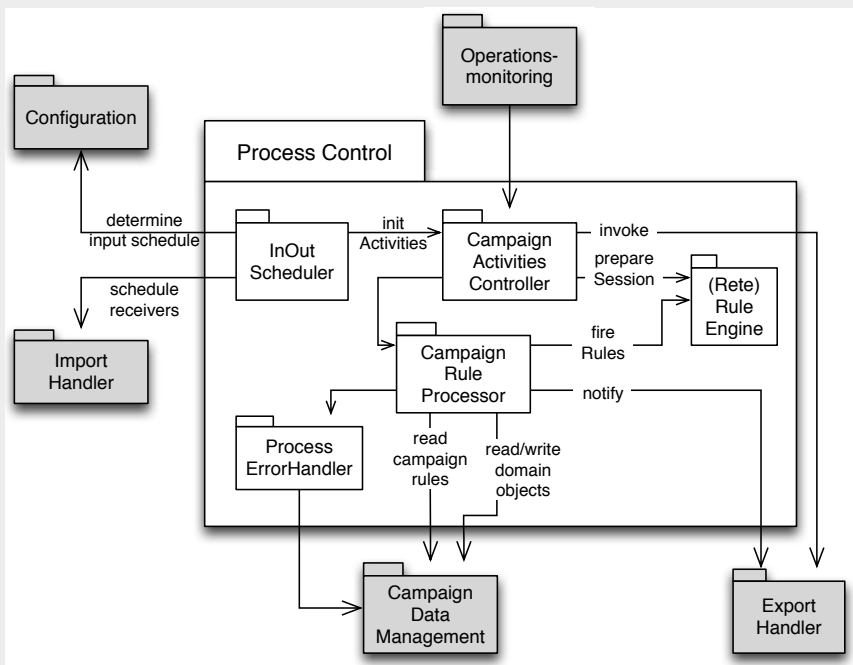 Operations-
monitoring
Configuration
Process Control
determine
input schedule
InOut
Scheduler
init
Activities
Campaign
Activities
Controller
invoke
prepare
Session
(Rete)
Rule
Engine
schedule
receivers
Import
Handler
Campaign
Rule
Processor
fire
Rules
notify
Process
ErrorHandler
read
campaign
rules
read/write
domain
objects
Campaign
Data
Management
Export
Handler